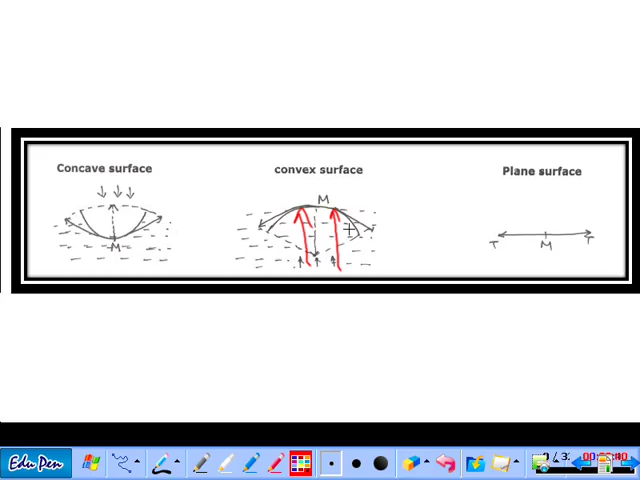 Concave surface
convex surface
Plane surface
M
M
T
M
T
Edu Pen